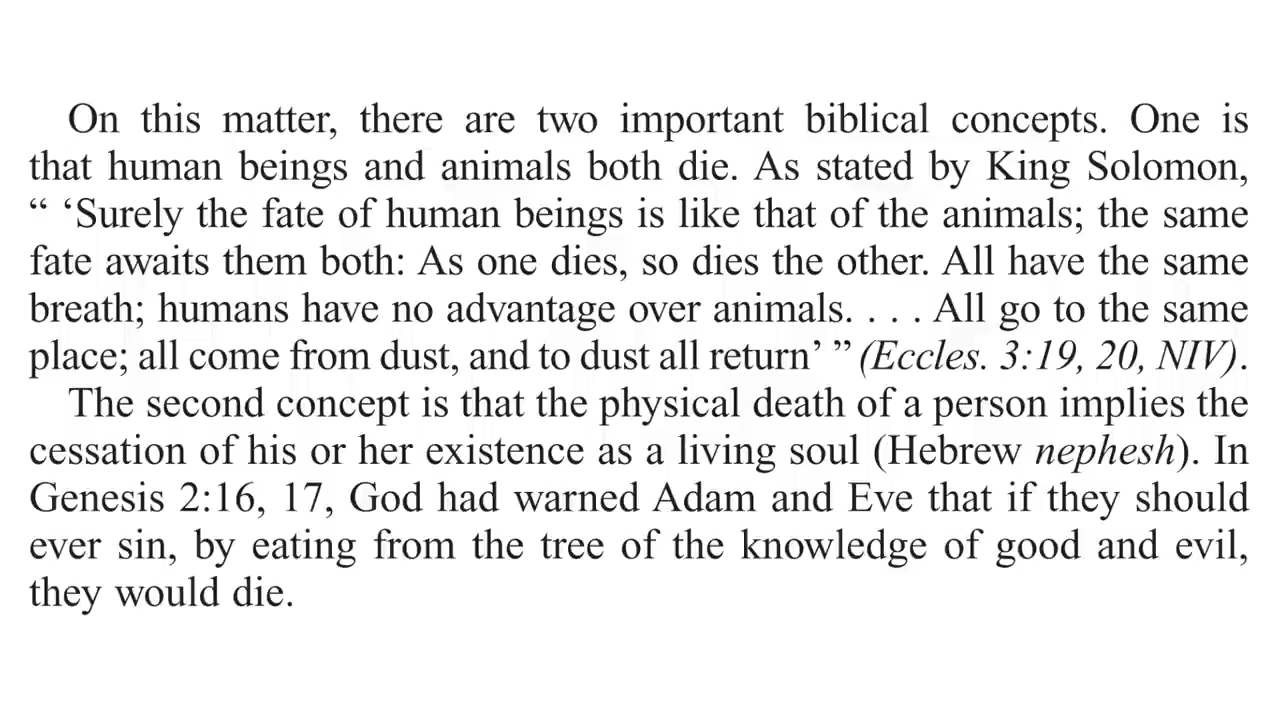 On this matter, there are two important biblical concepts. One is
that human beings and animals both die. As stated by King Solomon,
“ ‘Surely the fate of human beings is like that of the animals; the same
fate awaits them both: As one dies, so dies the other. All have the same
breath; humans have no advantage over animals. . . . All go to the same
place; all come from dust, and to dust all return’ ” (Eccles. 3:19, 20, NIV).
The second concept is that the physical death of a person implies the
cessation of his or her existence as a living soul (Hebrew nephesh). In
Genesis 2:16, 17, God had warned Adam and Eve that if they should
ever sin, by eating from the tree of the knowledge of good and evil,
they would die.